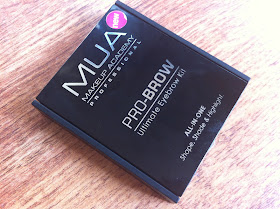 NEW
MUA
MAKEUP ACADEMY
PROFESSIONAL
PRO-BROW
Ultimate Eyebrow Kit
ALL-IN-ONE
Shape, Shade & Highlight